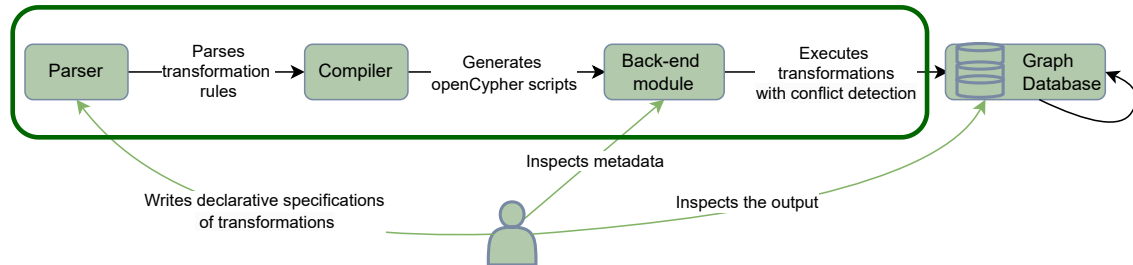 Parser
Parses
transformation
rules
Compiler
Generates
openCypher scripts
Back-end
module
Executes
transformations
with conflict detection
Graph
Database
Inspects metadata
Writes declarative specifications
of transformations
Inspects the output